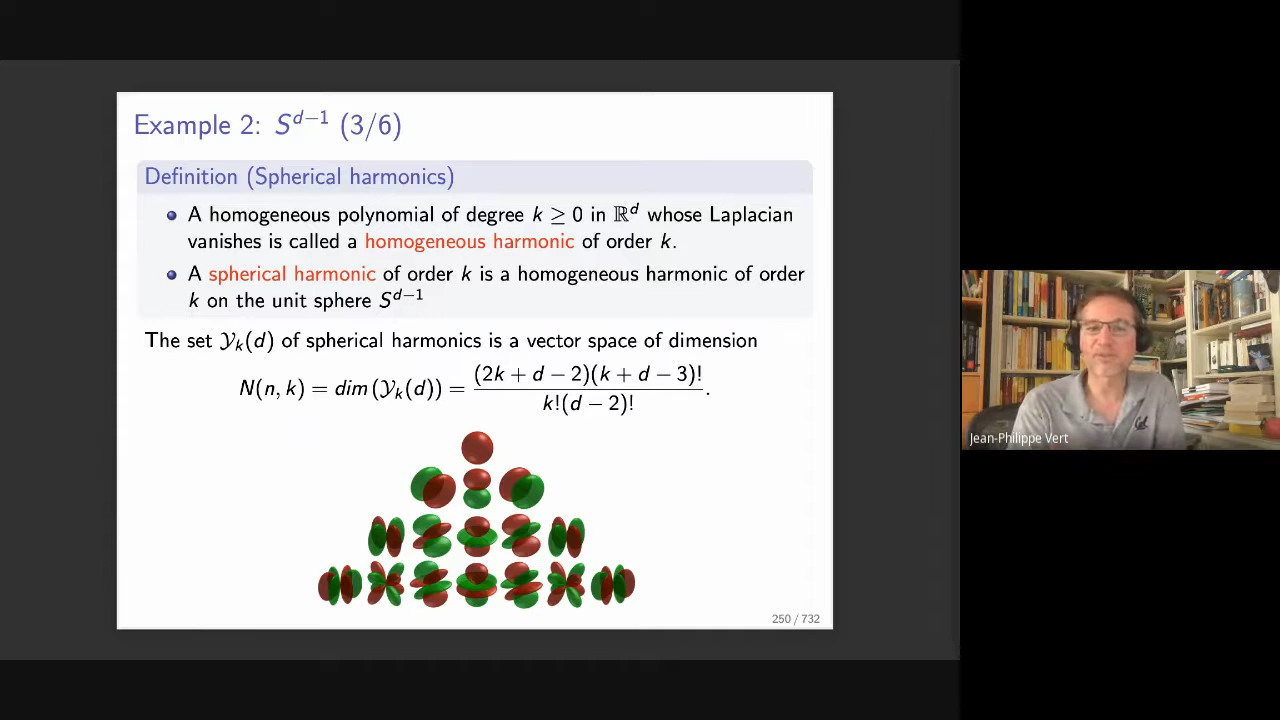 Example 2: S^{d−1} (3/6)
Definition (Spherical harmonics)
A homogeneous polynomial of degree k ≥ 0 in ℝ^d whose Laplacian
vanishes is called a homogeneous harmonic of order k.
A spherical harmonic of order k is a homogeneous harmonic of order
k on the unit sphere S^{d−1}
The set 𝒴_k(d) of spherical harmonics is a vector space of dimension
N(n, k) = dim (𝒴_k(d)) = (2k + d − 2)(k + d − 3)! / k!(d − 2)! .
250 / 732
Jean-Philippe Vert